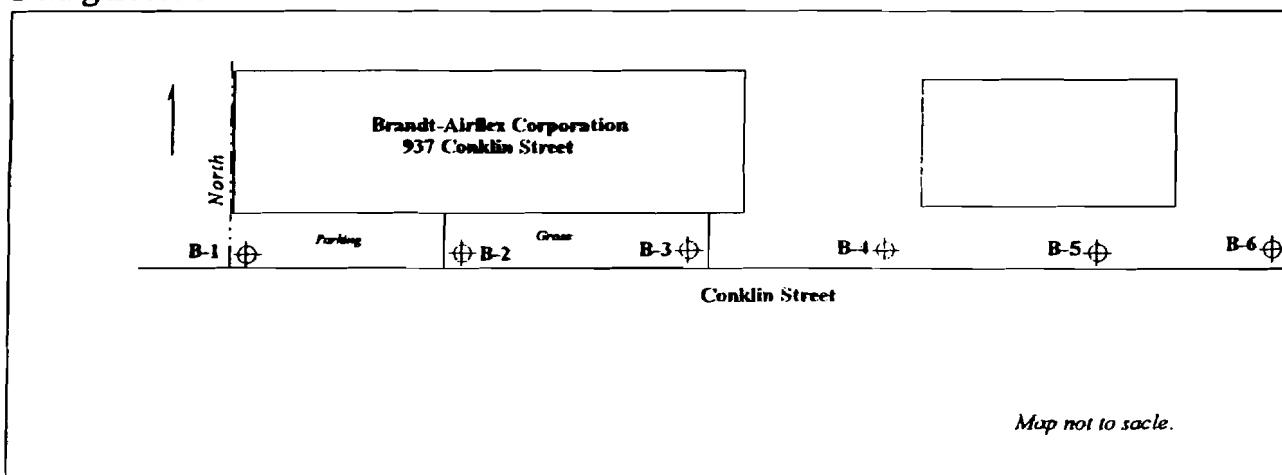 Brandt-Airflex Corporation
937 Conklin Street
North
Parking
Grass
B-1
B-2
B-3
B-4
B-5
B-6
Conklin Street
Map not to sacle.